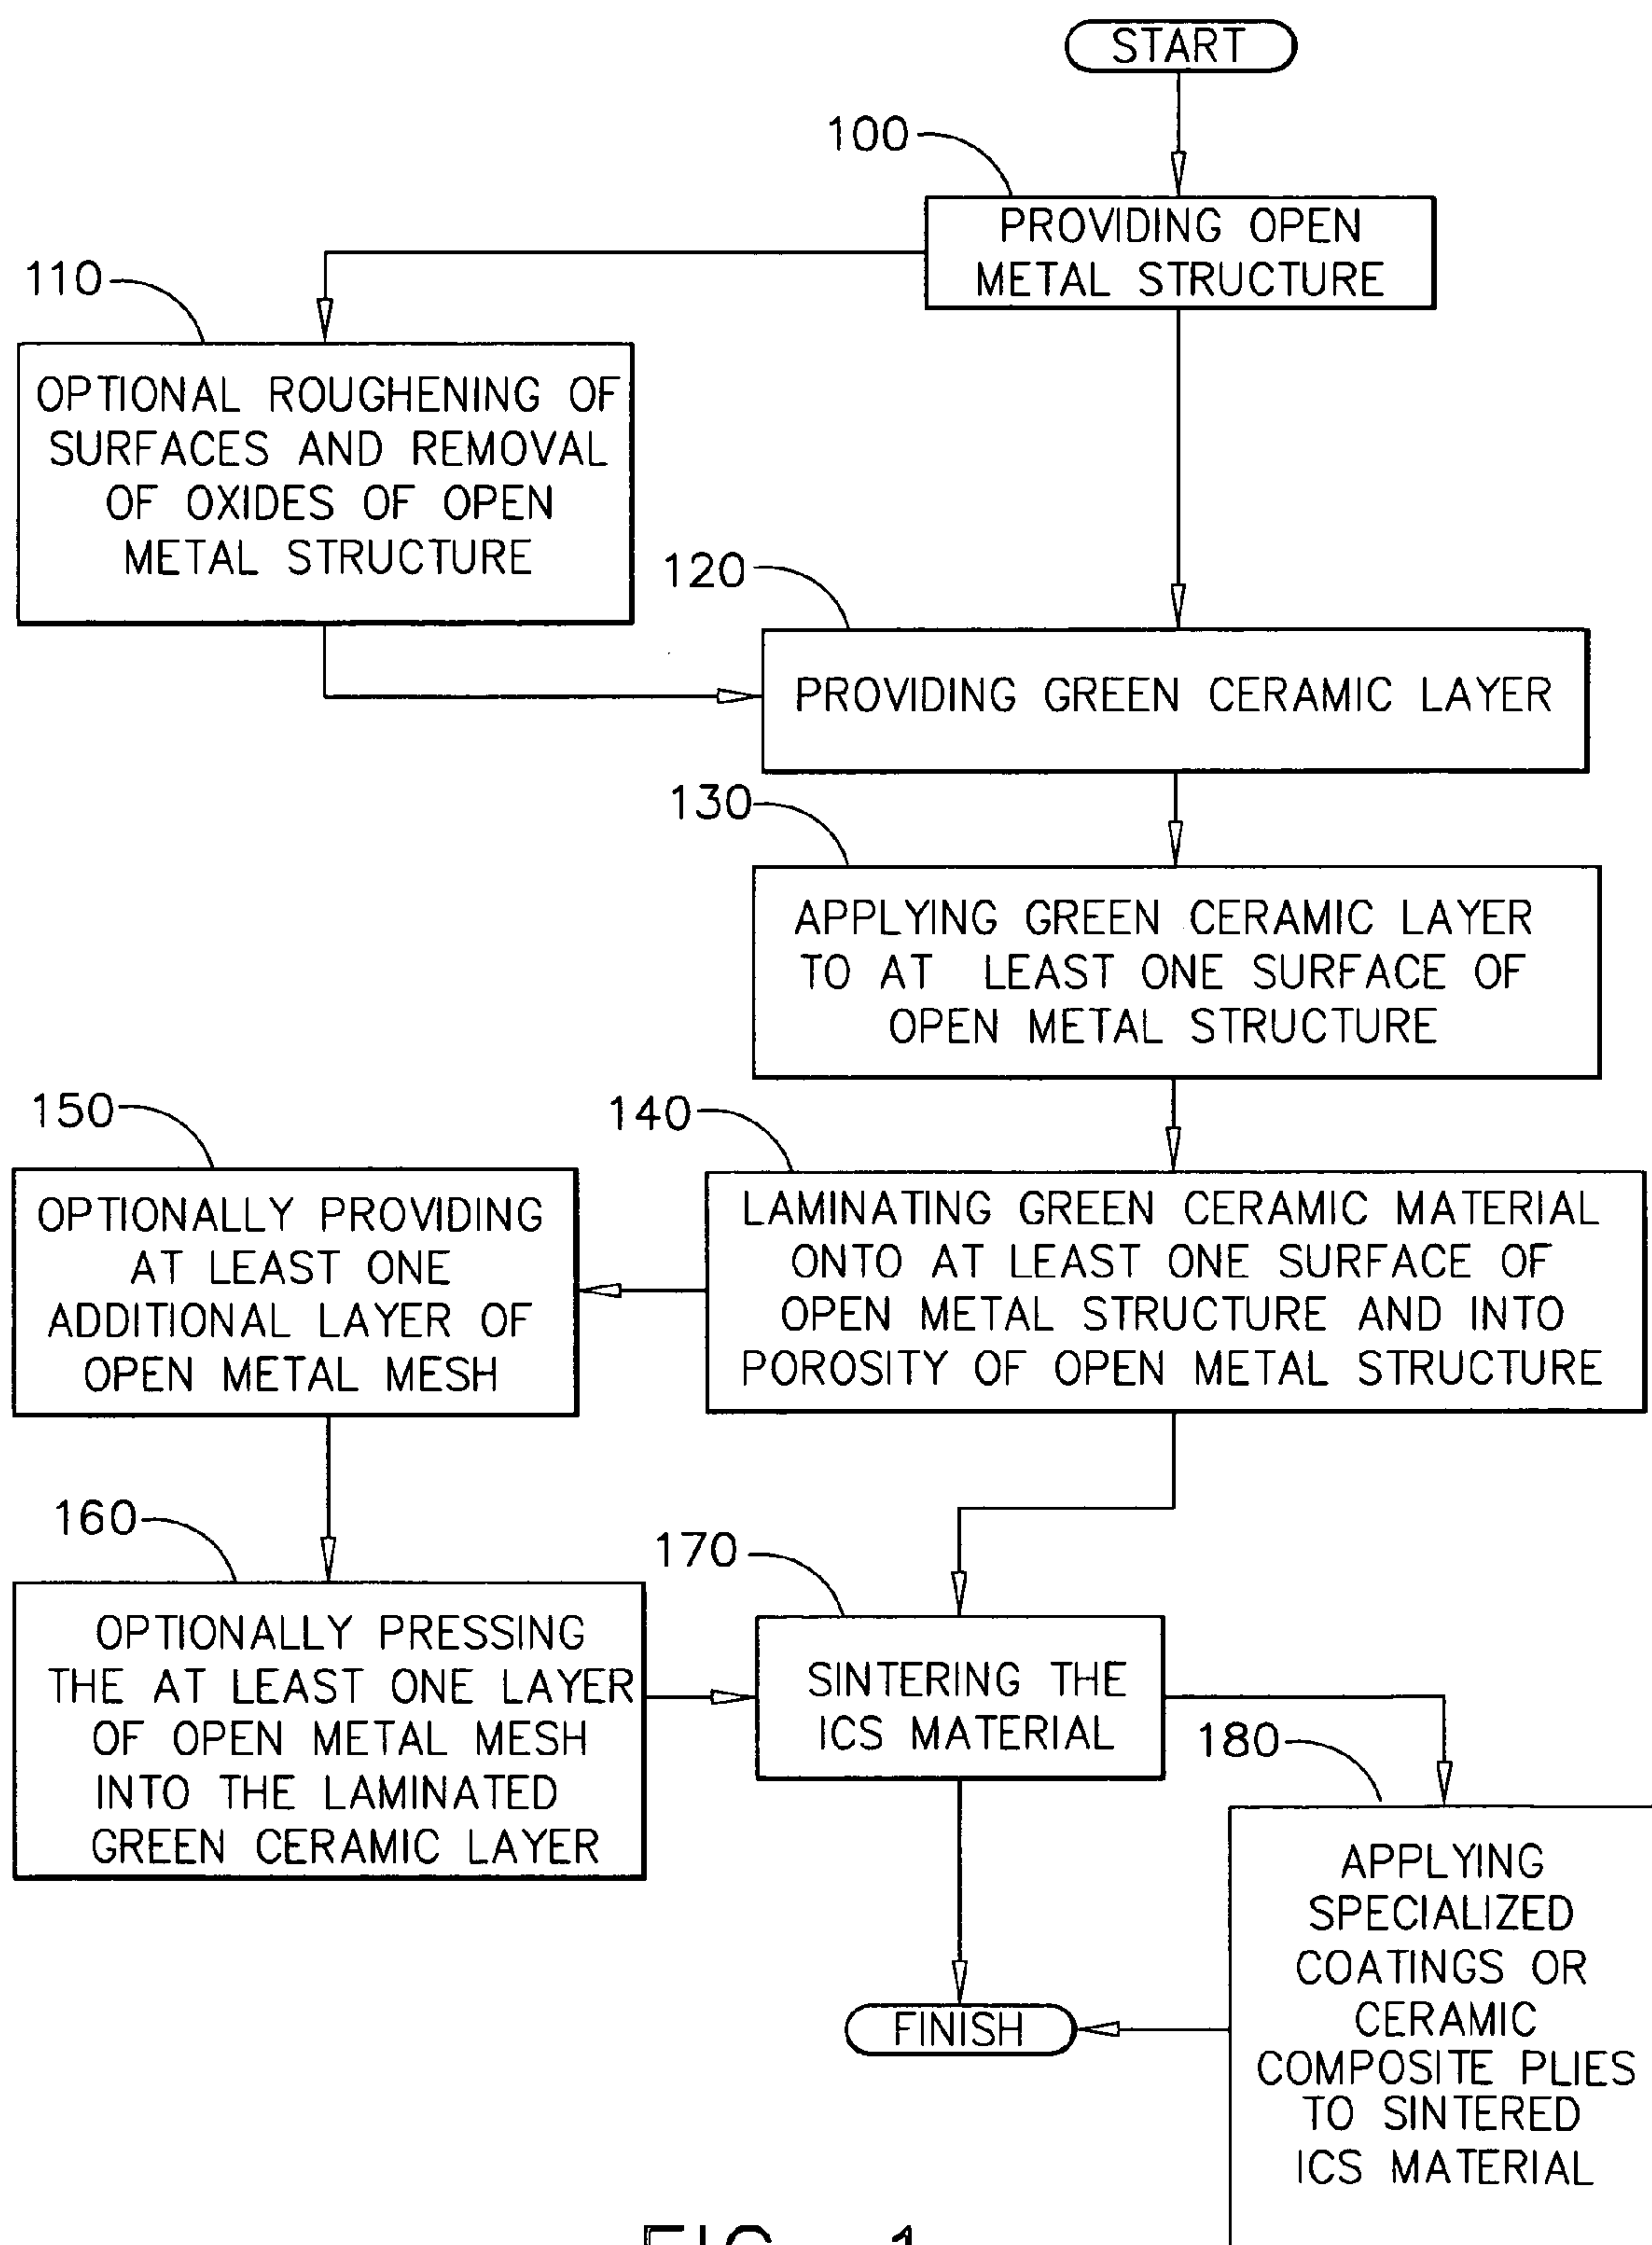 START
100
PROVIDING OPEN
METAL STRUCTURE
110
OPTIONAL ROUGHENING OF
SURFACES AND REMOVAL
OF OXIDES OF OPEN
METAL STRUCTURE
120
PROVIDING GREEN CERAMIC LAYER
130
APPLYING GREEN CERAMIC LAYER
TO AT LEAST ONE SURFACE OF
OPEN METAL STRUCTURE
140
LAMINATING GREEN CERAMIC MATERIAL
ONTO AT LEAST ONE SURFACE OF
OPEN METAL STRUCTURE AND INTO
POROSITY OF OPEN METAL STRUCTURE
150
OPTIONALLY PROVIDING
AT LEAST ONE
ADDITIONAL LAYER OF
OPEN METAL MESH
160
OPTIONALLY PRESSING
THE AT LEAST ONE LAYER
OF OPEN METAL MESH
INTO THE LAMINATED
GREEN CERAMIC LAYER
170
SINTERING THE
ICS MATERIAL
180
APPLYING
SPECIALIZED
COATINGS OR
CERAMIC
COMPOSITE PLIES
TO SINTERED
ICS MATERIAL
FINISH
FIG. 1